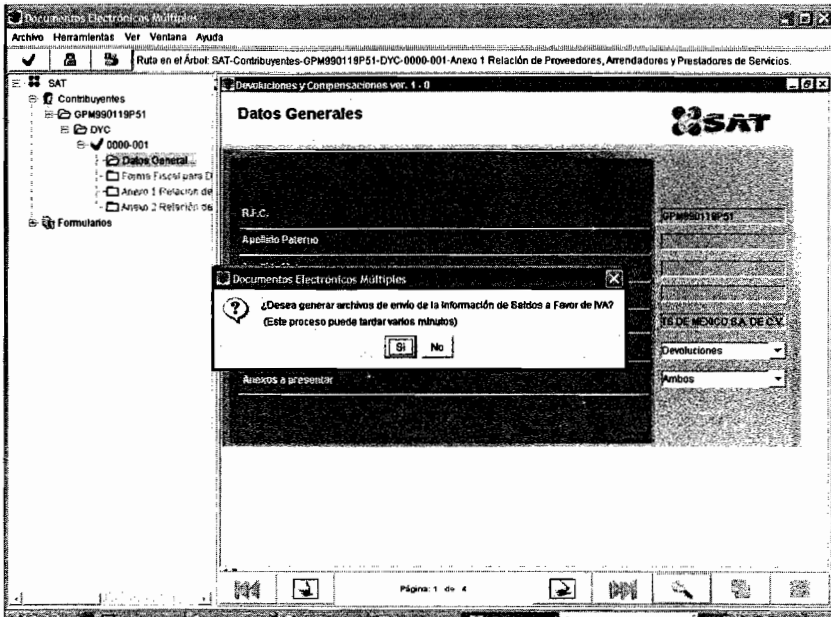 Documentos Electrónicos Múltiples
Archivo Herramientas Ver Ventana Ayuda
Ruta en el Árbol: SAT-Contribuyentes-GPM990119P51-DYC-0000-001-Anexo 1 Relación de Proveedores, Arrendadores y Prestadores de Servicios.
SAT
Contribuyentes
GPM990119P51
DYC
0000-001
Datos General...
Forma Fiscal para D
Anexo 1 Relación de
Anexo 2 Relación de
Formularios
Devoluciones y Compensaciones ver. 1 - 0
Datos Generales
SAT
R.F.C.
GPM990119P51
Apellido Paterno
Documentos Electrónicos Múltiples
¿Desea generar archivos de envío de la Información de Saldos a Favor de IVA?
(Este proceso puede tardar varios minutos)
Si No
TS DE MEXICO S.A. DE C.V.
Devoluciones
Anexos a presentar
Ambos
Página: 1 de 4